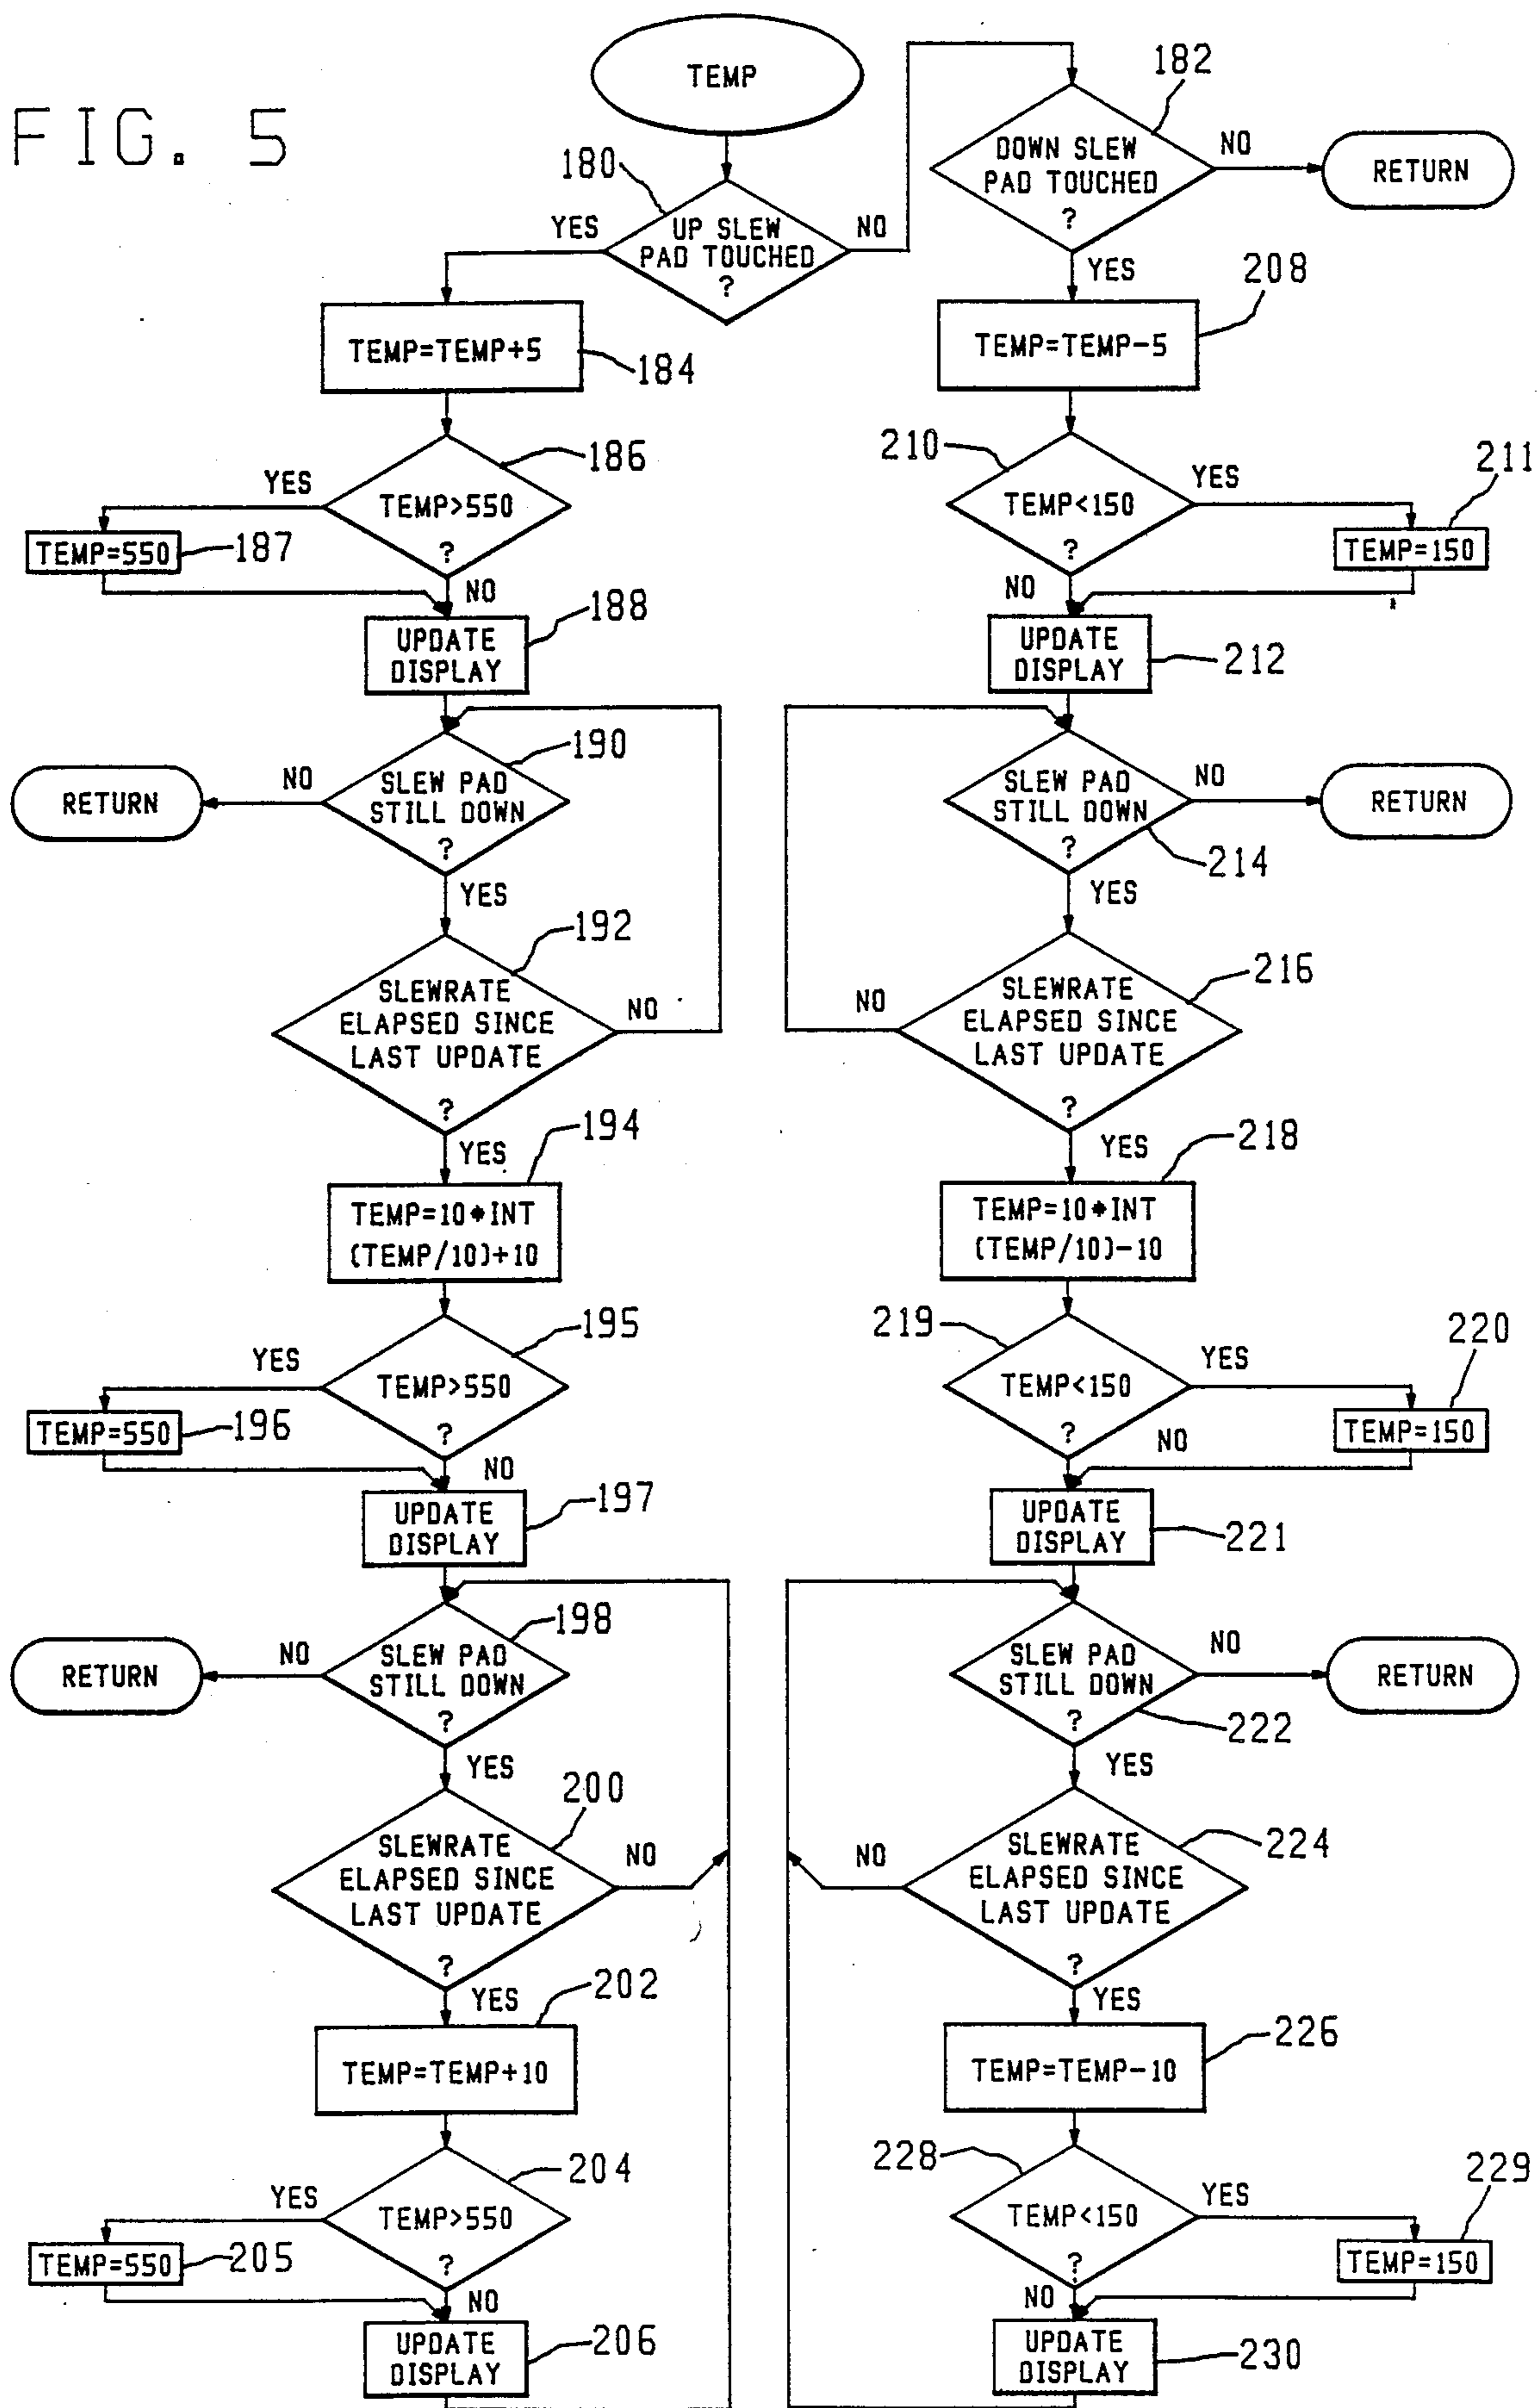 FIG. 5
TEMP
180
UP SLEW
PAD TOUCHED
?
YES
NO
182
DOWN SLEW
PAD TOUCHED
?
NO
RETURN
YES
TEMP=TEMP+5
184
186
TEMP>550
?
YES
TEMP=550
187
NO
188
UPDATE
DISPLAY
190
SLEW PAD
STILL DOWN
?
NO
RETURN
YES
192
SLEWRATE
ELAPSED SINCE
LAST UPDATE
?
NO
YES
194
TEMP=10*INT
(TEMP/10)+10
195
TEMP>550
?
YES
TEMP=550
196
NO
197
UPDATE
DISPLAY
198
SLEW PAD
STILL DOWN
?
NO
RETURN
YES
200
SLEWRATE
ELAPSED SINCE
LAST UPDATE
?
NO
YES
202
TEMP=TEMP+10
204
TEMP>550
?
YES
TEMP=550
205
NO
UPDATE
DISPLAY
206
208
TEMP=TEMP-5
210
TEMP<150
?
YES
211
TEMP=150
NO
UPDATE
DISPLAY
212
SLEW PAD
STILL DOWN
?
214
NO
RETURN
YES
216
SLEWRATE
ELAPSED SINCE
LAST UPDATE
?
NO
YES
218
TEMP=10*INT
(TEMP/10)-10
219
TEMP<150
?
YES
220
TEMP=150
NO
UPDATE
DISPLAY
221
SLEW PAD
STILL DOWN
?
222
NO
RETURN
YES
224
SLEWRATE
ELAPSED SINCE
LAST UPDATE
?
NO
YES
226
TEMP=TEMP-10
228
TEMP<150
?
YES
229
TEMP=150
NO
UPDATE
DISPLAY
230